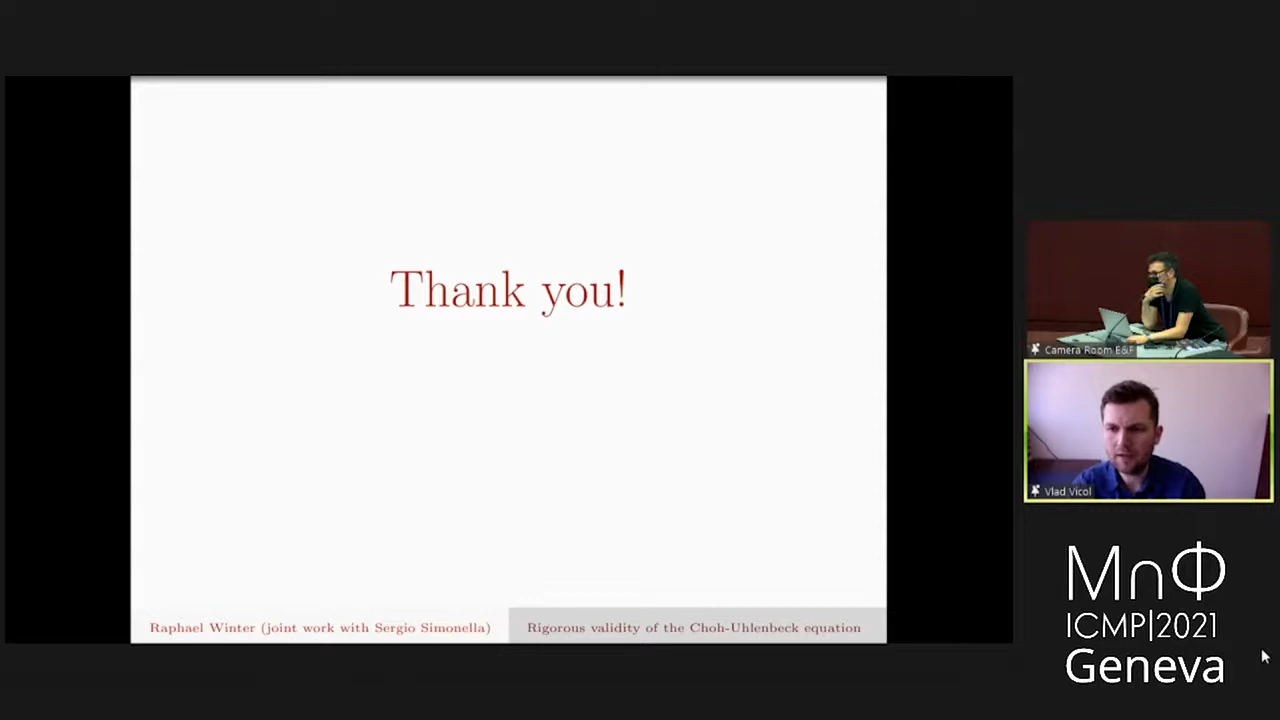 Thank you!
Raphael Winter (joint work with Sergio Simonella)
Rigorous validity of the Choh-Uhlenbeck equation
Camera Room E&F
Vlad Vicol
M∩Φ
ICMP|2021
Geneva